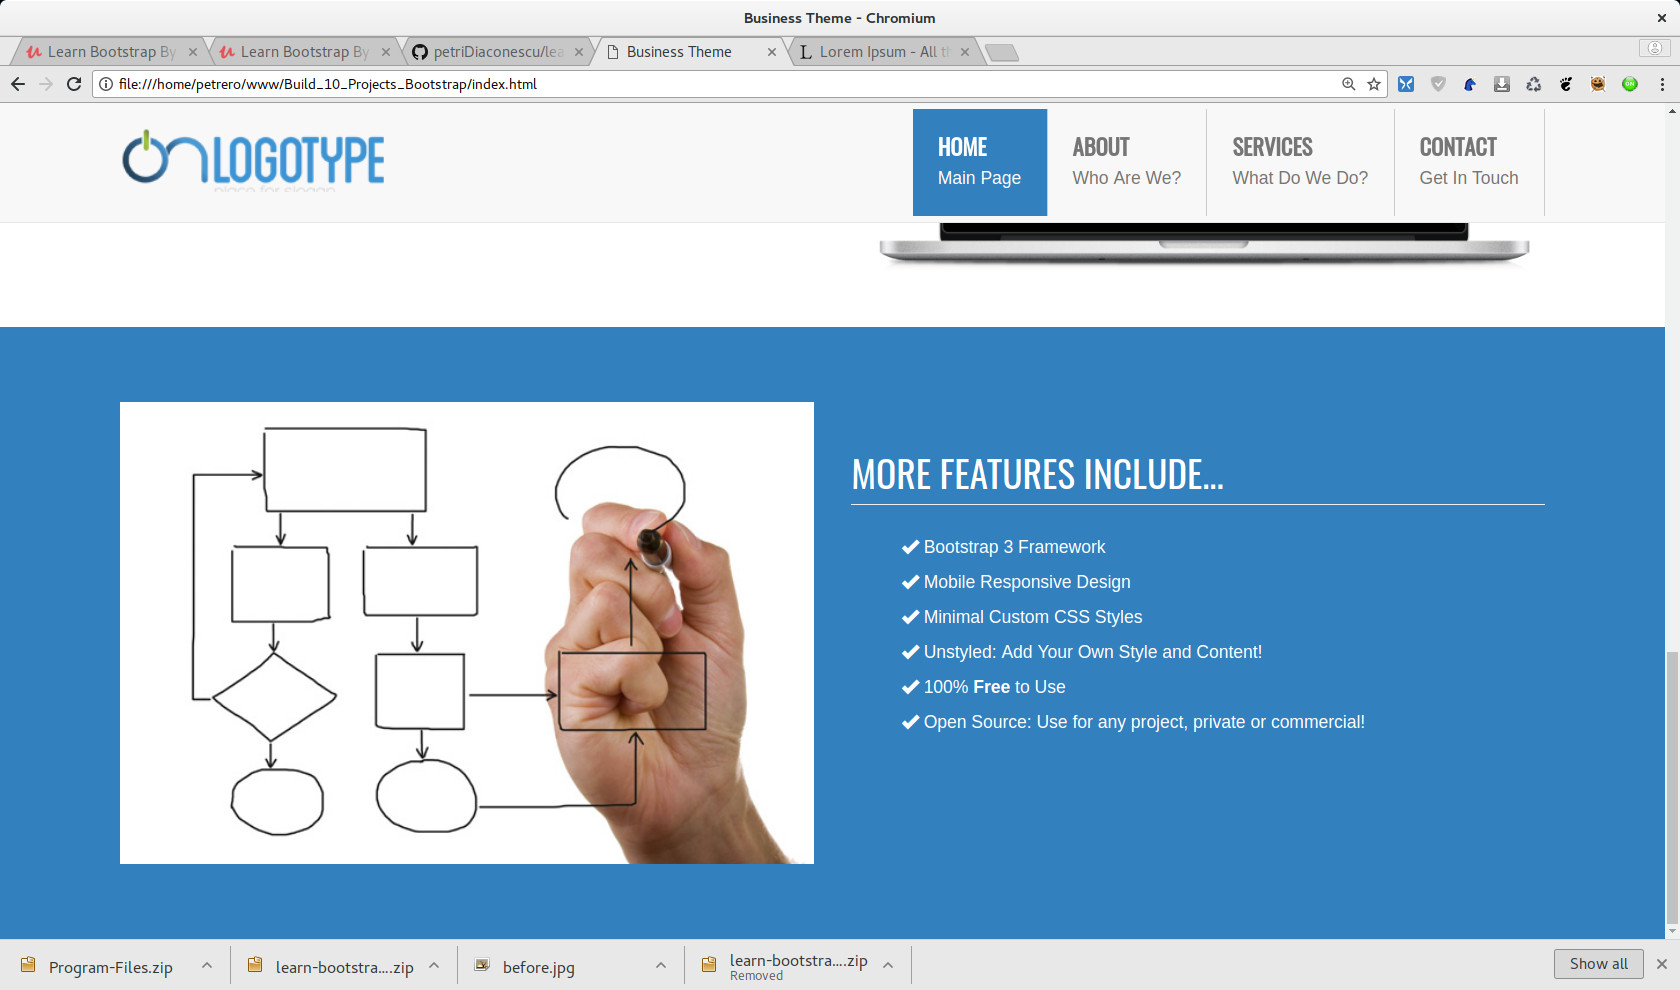 Business Theme - Chromium
Learn Bootstrap By
Learn Bootstrap By
petriDiaconescu/lea
Business Theme
Lorem Ipsum - All t
file:///home/petrero/www/Build_10_Projects_Bootstrap/index.html
LOGOTYPE
HOME
Main Page
ABOUT
Who Are We?
SERVICES
What Do We Do?
CONTACT
Get In Touch
MORE FEATURES INCLUDE...
Bootstrap 3 Framework
Mobile Responsive Design
Minimal Custom CSS Styles
Unstyled: Add Your Own Style and Content!
100% Free to Use
Open Source: Use for any project, private or commercial!
Program-Files.zip
learn-bootstra....zip
before.jpg
learn-bootstra....zip
Removed
Show all